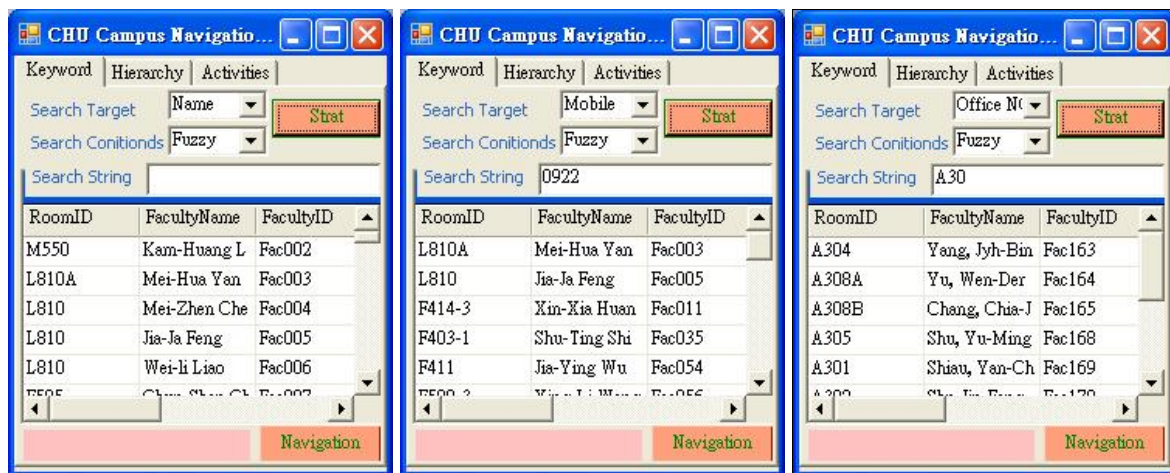 CHU Campus Navigatio...
Keyword Hierarchy Activities
Search Target Name Strat
Search Conitionds Fuzzy
Search String
RoomID FacultyName FacultyID
M550 Kam-Huang L Fac002
L810A Mei-Hua Yan Fac003
L810 Mei-Zhen Che Fac004
L810 Jia-Ja Feng Fac005
L810 Wei-li Liao Fac006
Navigation
CHU Campus Navigatio...
Keyword Hierarchy Activities
Search Target Mobile Strat
Search Conitionds Fuzzy
Search String 0922
RoomID FacultyName FacultyID
L810A Mei-Hua Yan Fac003
L810 Jia-Ja Feng Fac005
F414-3 Xin-Xia Huan Fac011
F403-1 Shu-Ting Shi Fac035
F411 Jia-Ying Wu Fac054
Navigation
CHU Campus Navigatio...
Keyword Hierarchy Activities
Search Target Office N( Strat
Search Conitionds Fuzzy
Search String A30
RoomID FacultyName FacultyID
A304 Yang, Jyh-Bin Fac163
A308A Yu, Wen-Der Fac164
A308B Chang, Chia-J Fac165
A305 Shu, Yu-Ming Fac168
A301 Shiau, Yan-Ch Fac169
Navigation